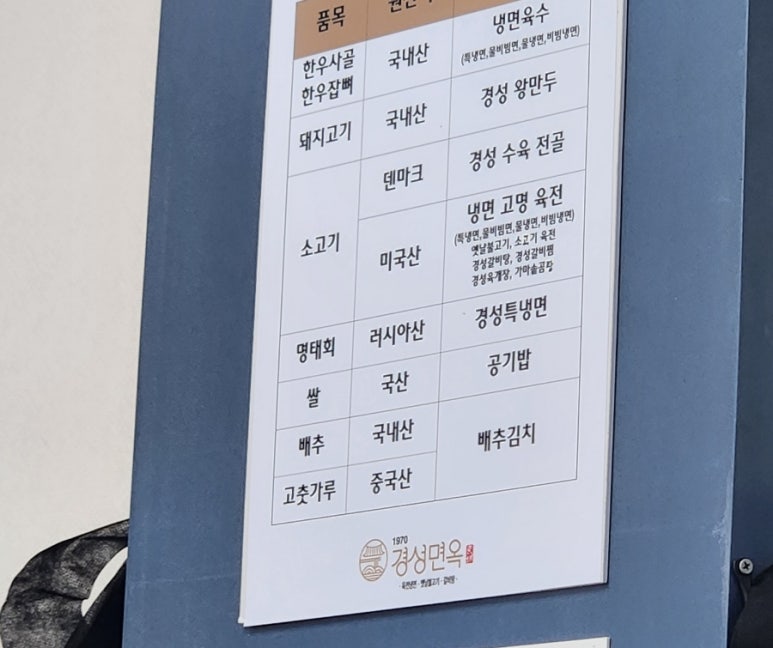 품목
한우사골
한우잡뼈
국내산
냉면육수
(특냉면,물비빔면,물냉면,비빔냉면)
돼지고기
국내산
경성 왕만두
소고기
덴마크
경성 수육 전골
미국산
냉면 고명 육전
(특냉면,물비빔면,물냉면,비빔냉면)
옛날불고기, 소고기 육전
경성갈비탕, 경성갈비찜
경성육개장, 가마솥곰탕
명태회
러시아산
경성특냉면
쌀
국산
공기밥
배추
국내산
배추김치
고춧가루
중국산
1970
경성면옥